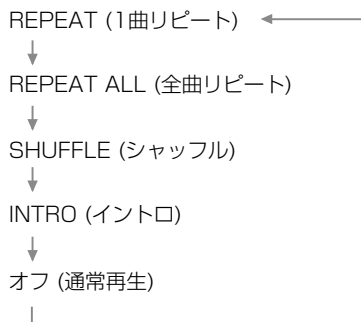 REPEAT (1曲リピート)
REPEAT ALL (全曲リピート)
SHUFFLE (シャッフル)
INTRO (イントロ)
オフ (通常再生)